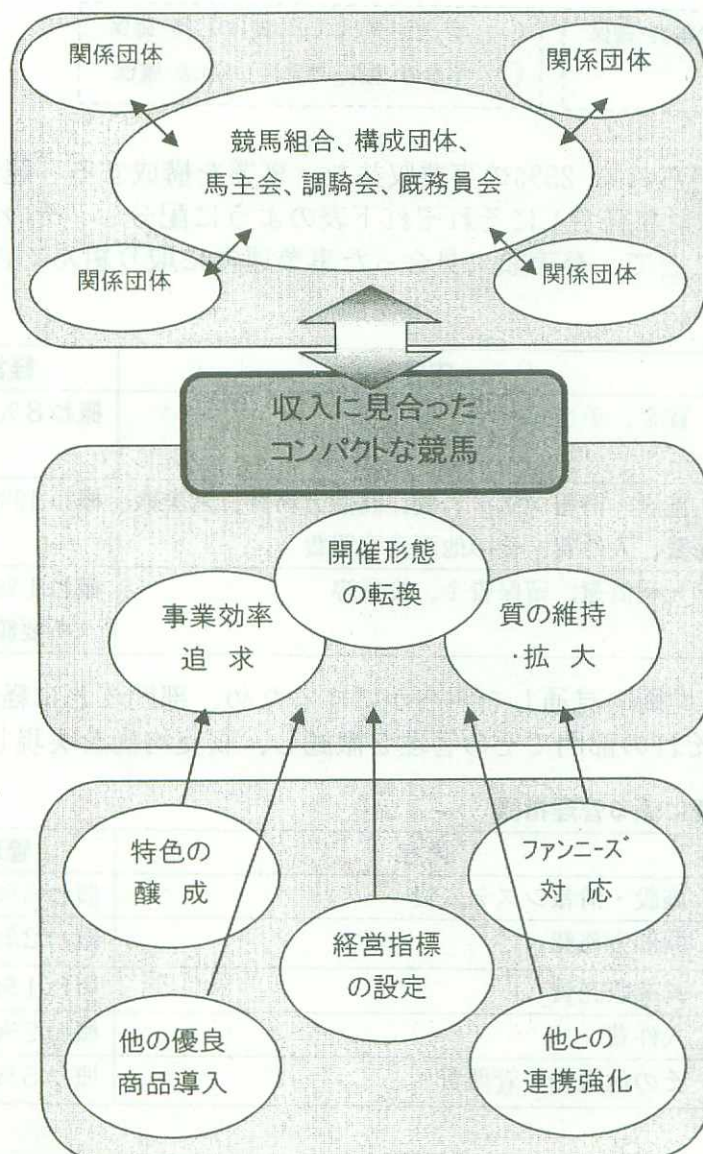 関係団体
関係団体
競馬組合、構成団体、
馬主会、調騎会、厩務員会
関係団体
関係団体
収入に見合った
コンパクトな競馬
開催形態
の転換
事業効率
追 求
質の維持
・拡 大
特色の
醸 成
ファンニーズ
対 応
経営指標
の設定
他の優良
商品導入
他との
連携強化